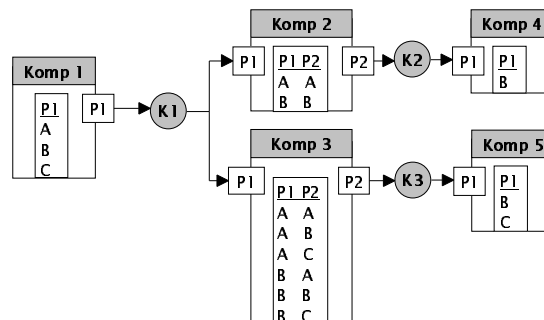 Komp 1
P1
A
B
C
P1
K1
Komp 2
P1
P1 P2
A A
B B
P2
K2
Komp 4
P1
P1
B
Komp 3
P1
P1 P2
A A
A B
A C
B A
B B
B C
P2
K3
Komp 5
P1
P1
B
C